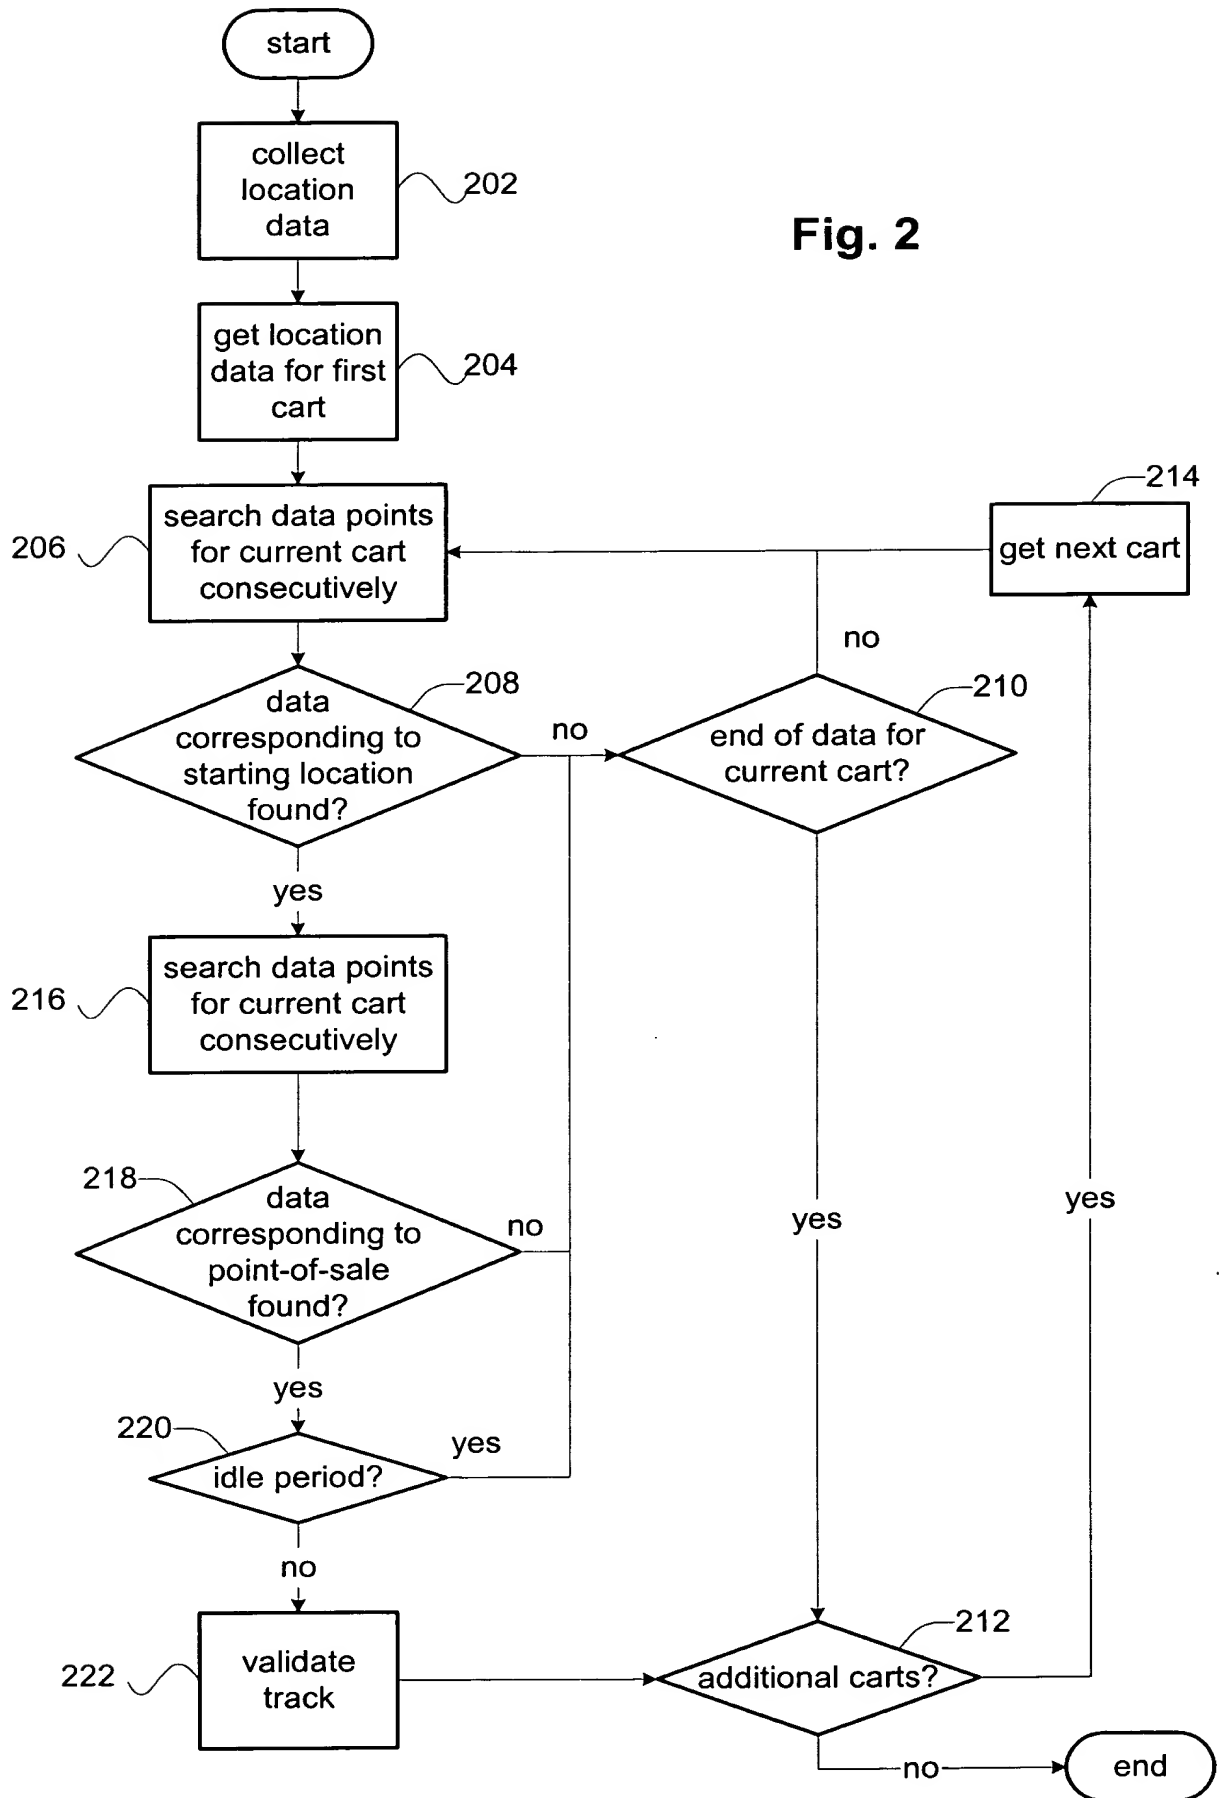 start
collect
location
data
202
Fig. 2
get location
data for first
cart
204
214
search data points
for current cart
consecutively
206
get next cart
no
data
corresponding to
starting location
found?
208
no
210
end of data for
current cart?
yes
search data points
for current cart
consecutively
216
218
data
corresponding to
point-of-sale
found?
no
yes
yes
yes
220
idle period?
yes
no
222
validate
track
212
additional carts?
no
end